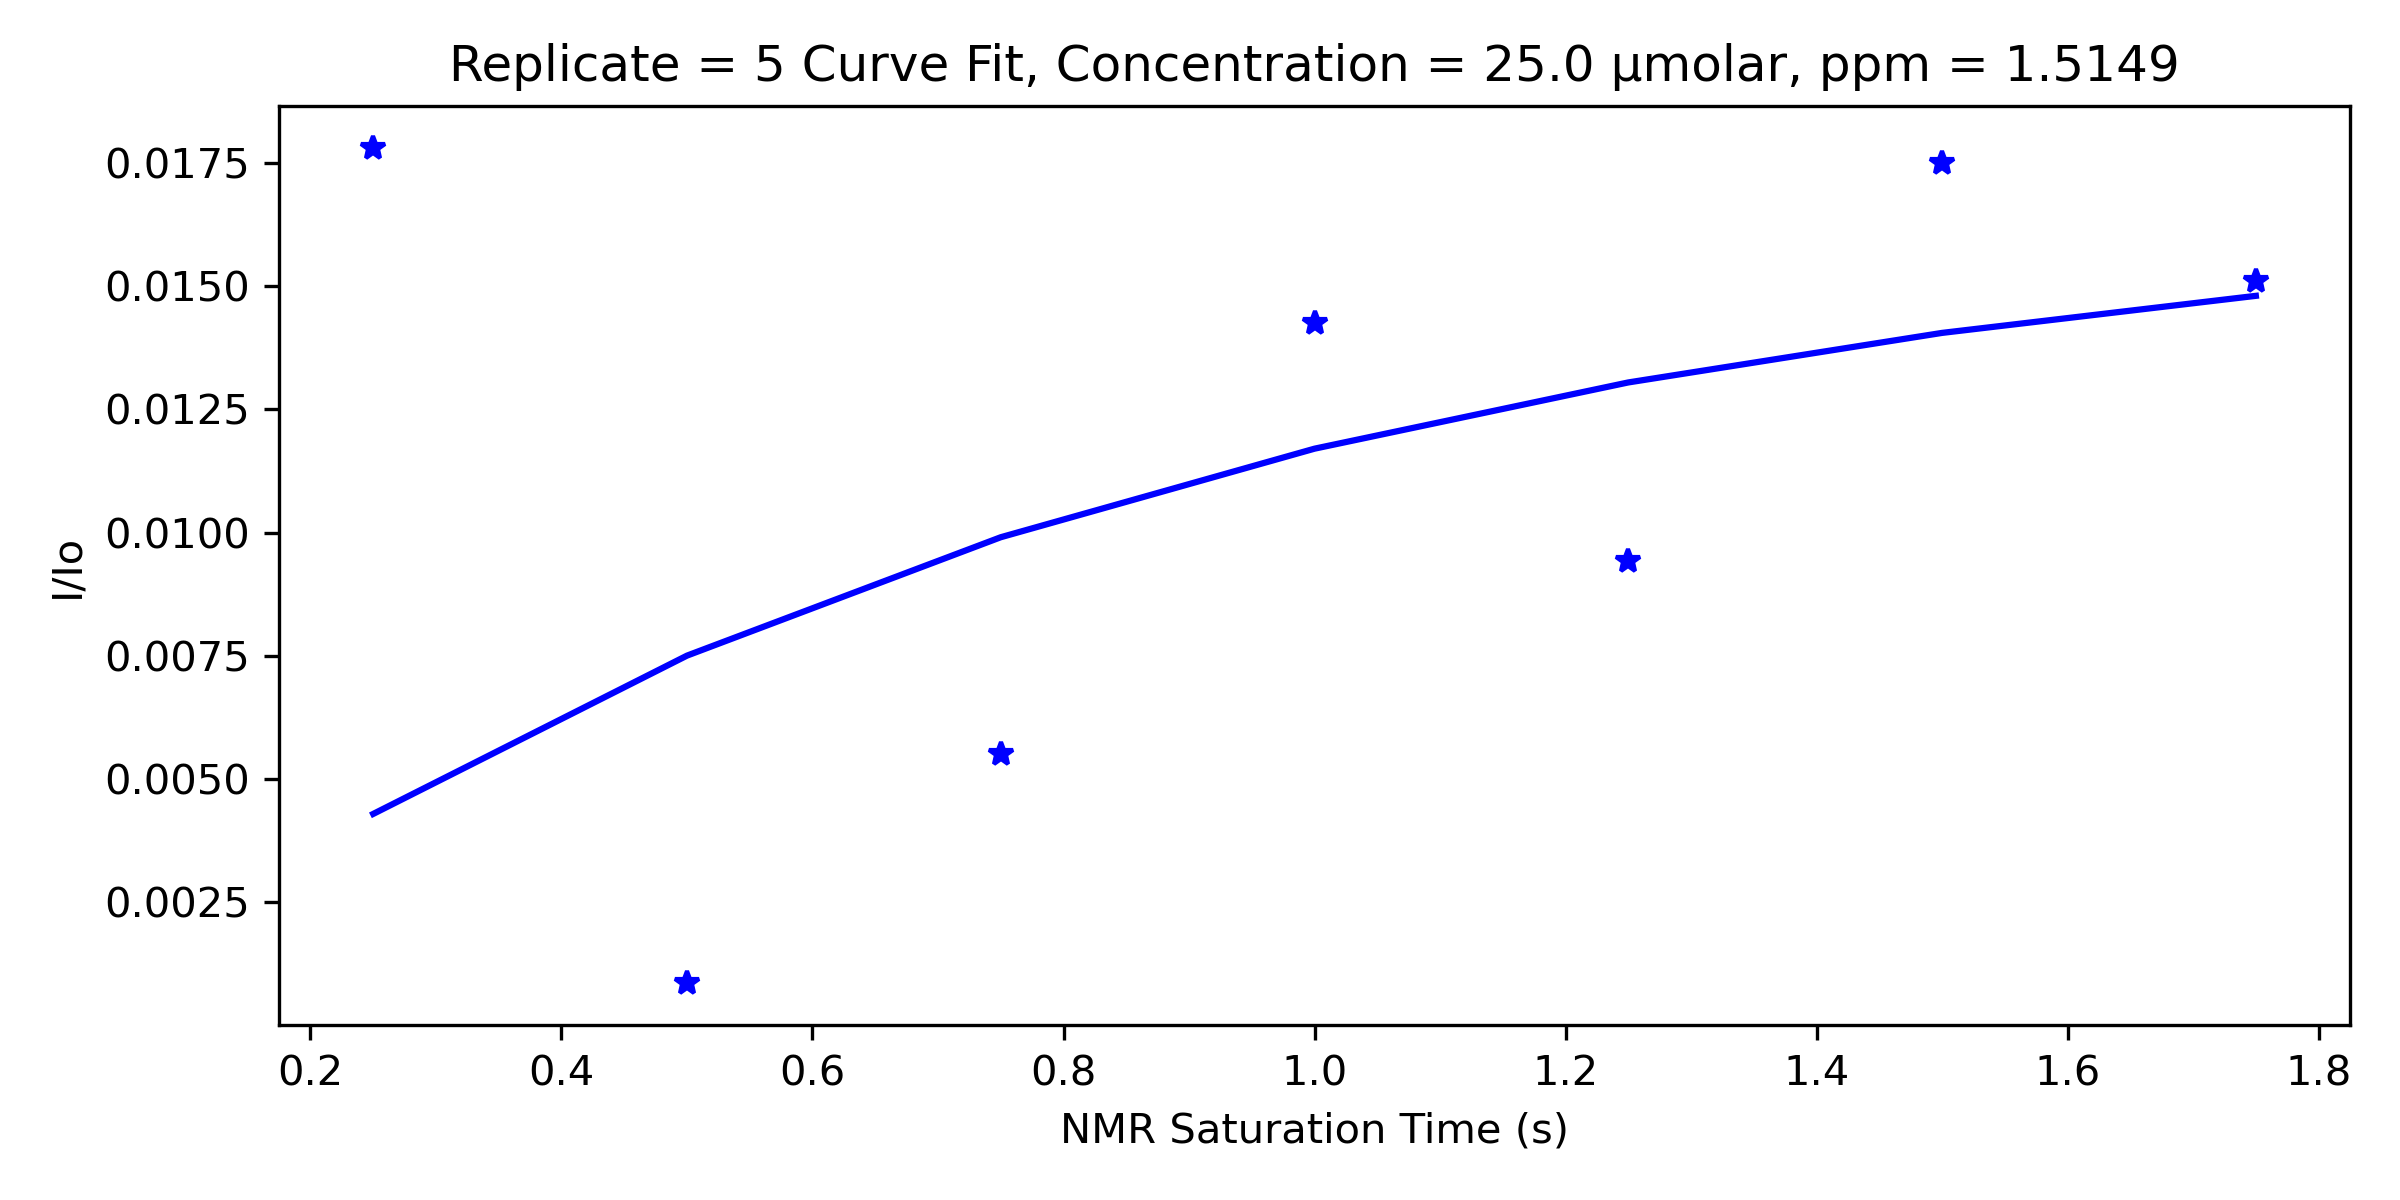 Replicate = 5 Curve Fit, Concentration = 25.0 μmolar, ppm = 1.5149
0.0175
0.0150
0.0125
0.0100
0.0075
0.0050
0.0025
I/Io
0.2 0.4 0.6 0.8 1.0 1.2 1.4 1.6 1.8
NMR Saturation Time (s)